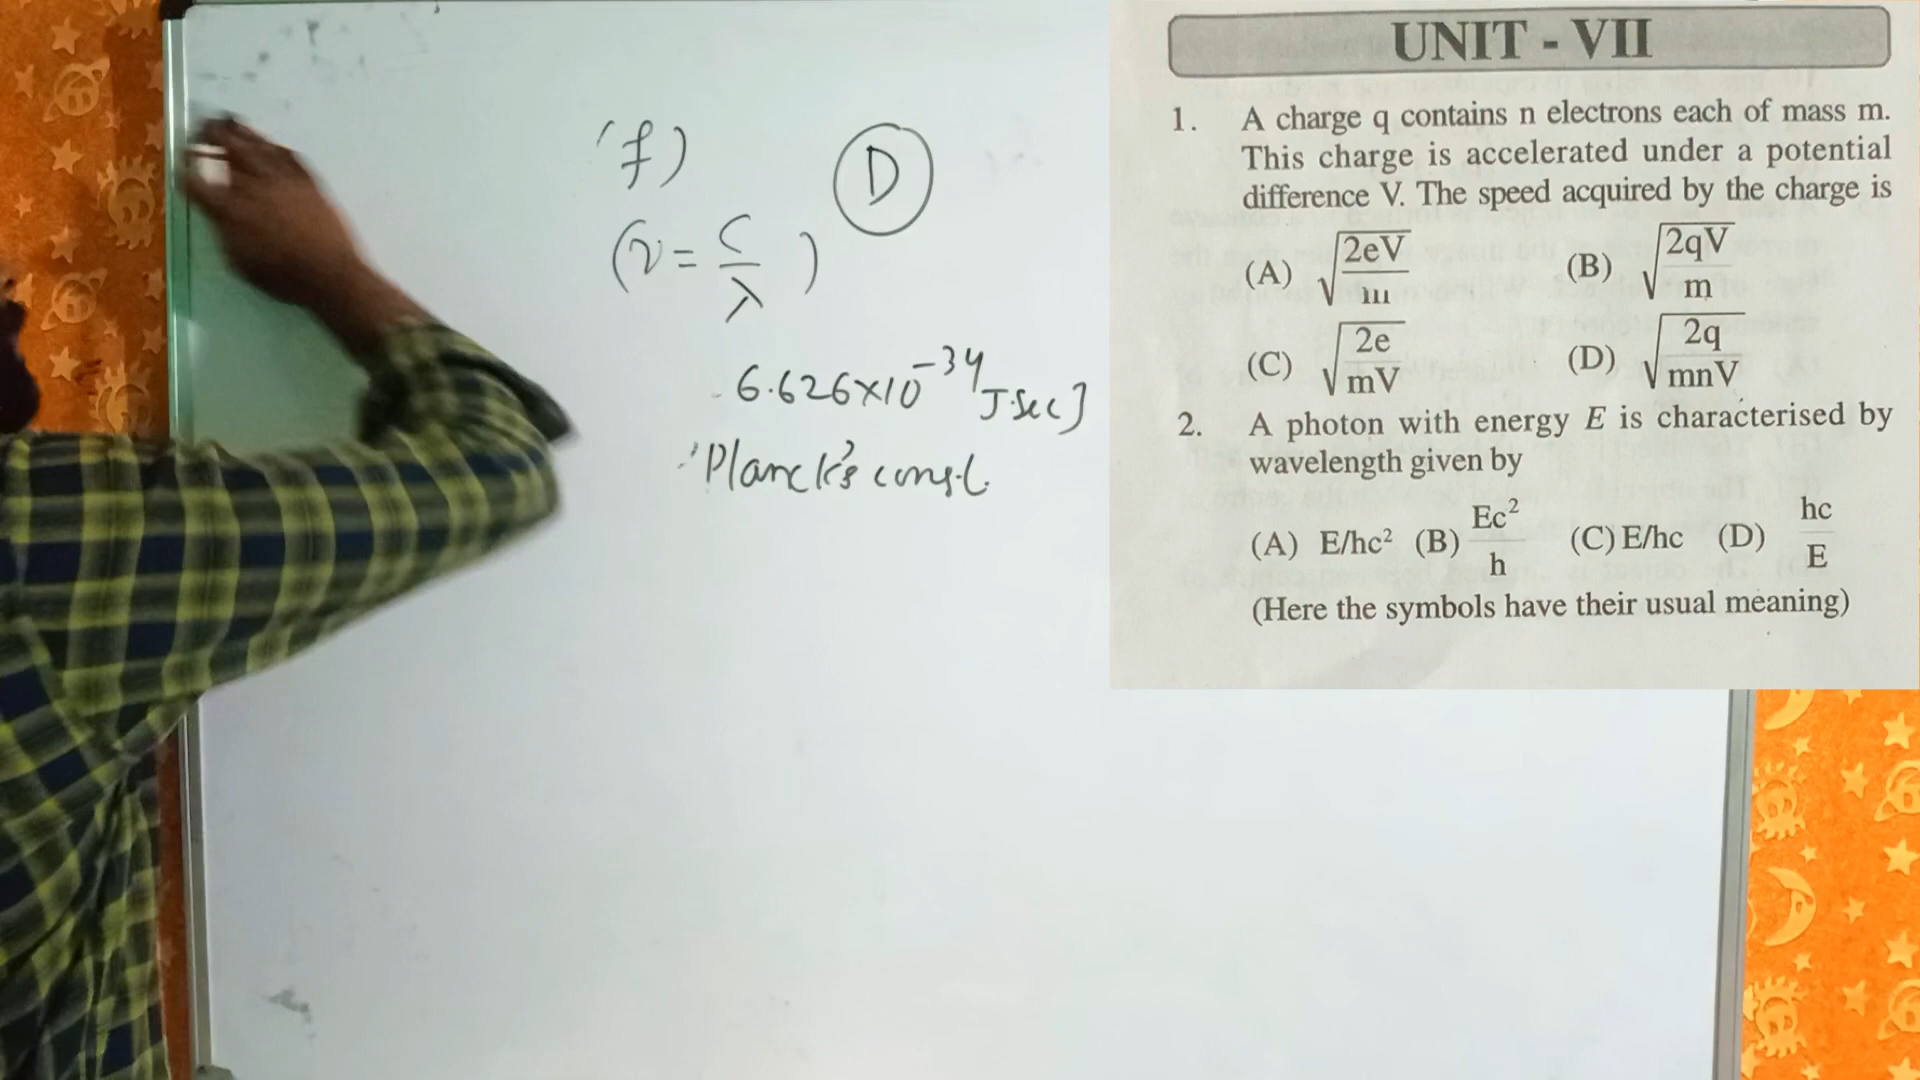 f)
D
(ν = c/λ)
6.626×10⁻³⁴ J·sec]
Planck's const.
UNIT - VII
1. A charge q contains n electrons each of mass m.
This charge is accelerated under a potential
difference V. The speed acquired by the charge is
(A) √(2eV/m) (B) √(2qV/m)
(C) √(2e/mV) (D) √(2q/mnV)
2. A photon with energy E is characterised by
wavelength given by
(A) E/hc² (B) Ec²/h (C) E/hc (D) hc/E
(Here the symbols have their usual meaning)